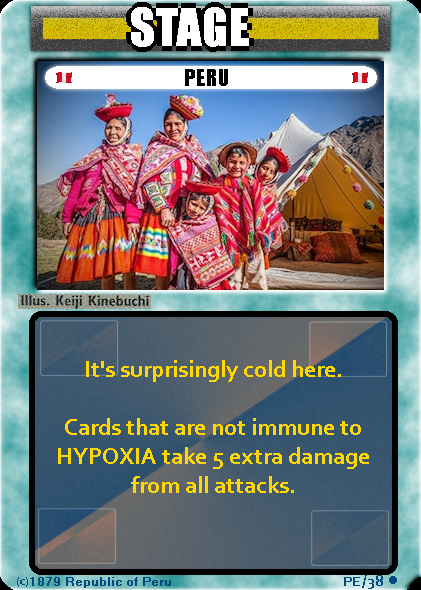 STAGE
PERU
Illus. Keiji Kinebuchi
It's surprisingly cold here.
Cards that are not immune to
HYPOXIA take 5 extra damage
from all attacks.
(c)1879 Republic of Peru
PE/38 ●